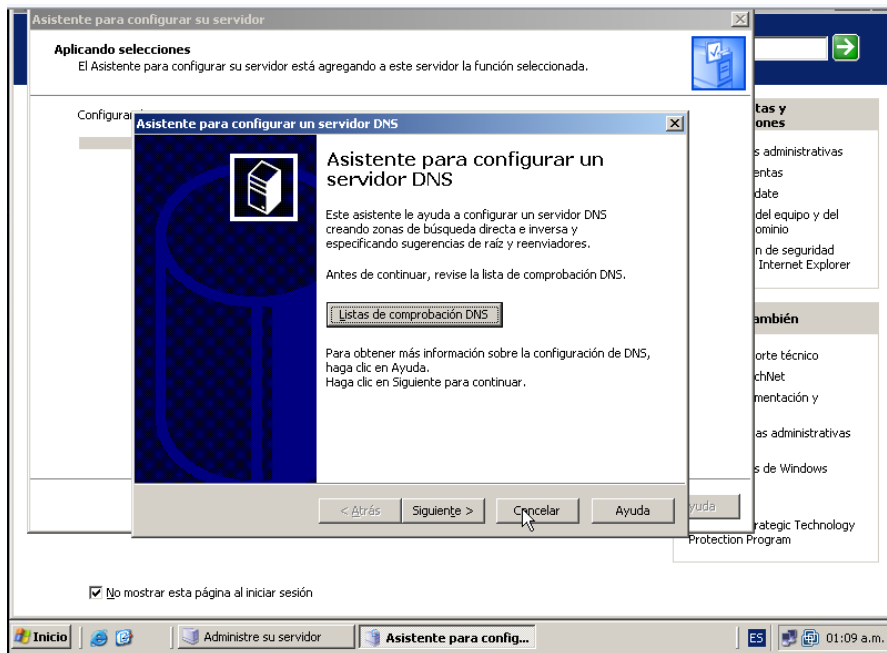 Asistente para configurar su servidor
Aplicando selecciones
El Asistente para configurar su servidor está agregando a este servidor la función seleccionada.
Asistente para configurar un servidor DNS
Asistente para configurar un
servidor DNS
Este asistente le ayuda a configurar un servidor DNS
creando zonas de búsqueda directa e inversa y
especificando sugerencias de raíz y reenviadores.
Antes de continuar, revise la lista de comprobación DNS.
Listas de comprobación DNS
Para obtener más información sobre la configuración de DNS,
haga clic en Ayuda.
Haga clic en Siguiente para continuar.
< Atrás
Siguiente >
Cancelar
Ayuda
y
administrativas
date
del equipo y del
n de seguridad
Internet Explorer
orte técnico
mentación y
as administrativas
s de Windows
rategic Technology
Protection Program
No mostrar esta página al iniciar sesión
Inicio
Administre su servidor
Asistente para config...
ES
01:09 a.m.